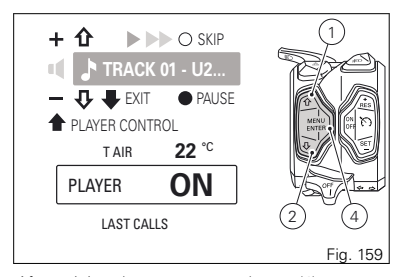 + SKIP
TRACK 01 - U2...
- EXIT PAUSE
PLAYER CONTROL
T AIR 22 °C
PLAYER ON
LAST CALLS
1
RES
MENU
ENTER
ON
OFF
SET
OFF
2
4
Fig. 159